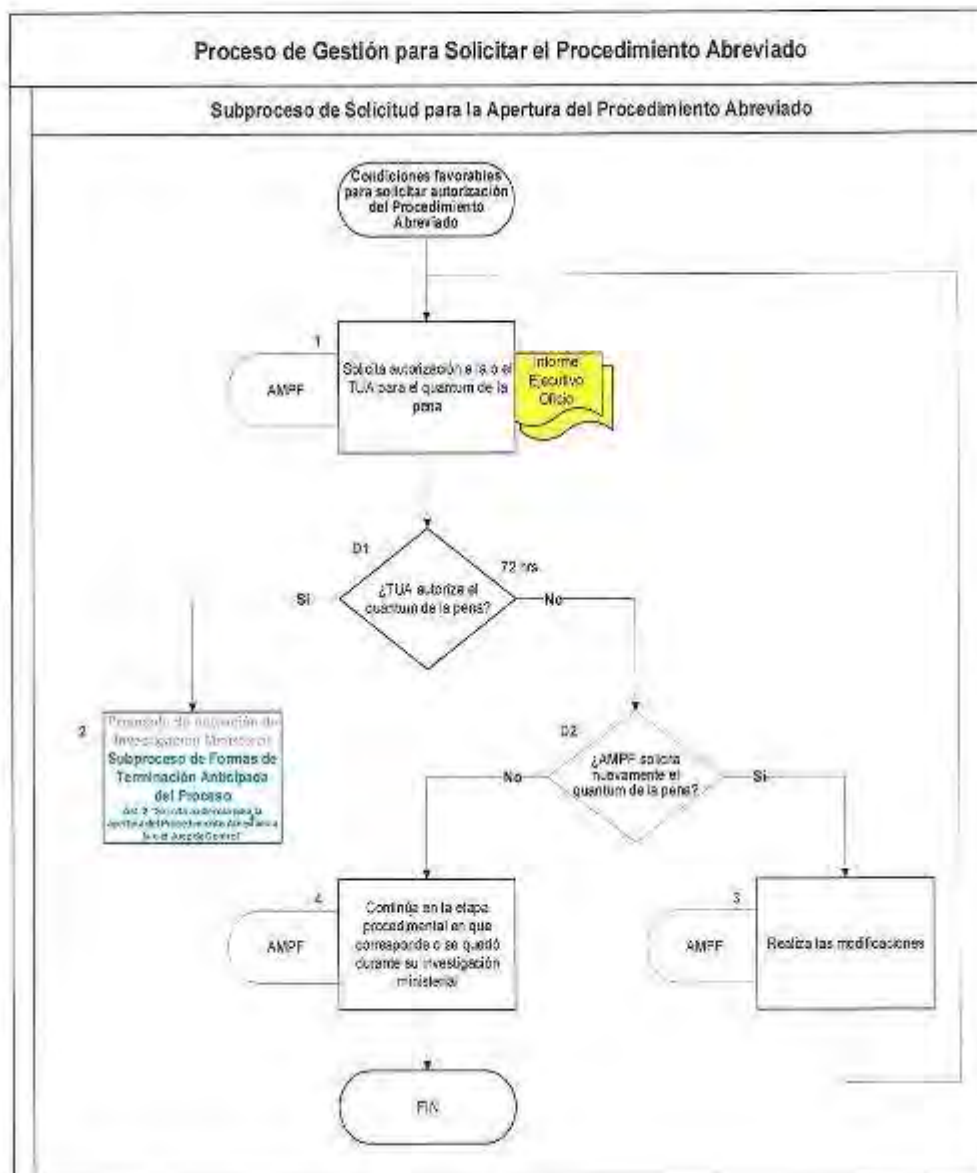 Proceso de Gestión para Solicitar el Procedimiento Abreviado
Subproceso de Solicitud para la Apertura del Procedimiento Abreviado
Condiciones favorables
para solicitar autorización
del Procedimiento
Abreviado
1
AMPF
Solicita autorización a la o el
TUA para el quantum de la
pena
Informe
Ejecutivo
Oficio
D1
72 hrs.
¿TUA autoriza el
quantum de la pena?
Si
No
2
Investigación
Subproceso de Formas de
Terminación Anticipada
del Proceso
Apertura del Procedimiento
D2
¿AMPF solicita
nuevamente el
quantum de la pena?
No
Si
4
AMPF
Continúa en la etapa
procedimental en que
corresponde o se quedó
durante su investigación
ministerial
3
AMPF
Realiza las modificaciones
FIN